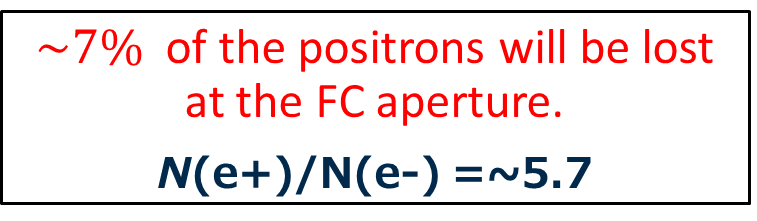 ~7% of the positrons will be lost
at the FC aperture.
N(e+)/N(e-) =~5.7